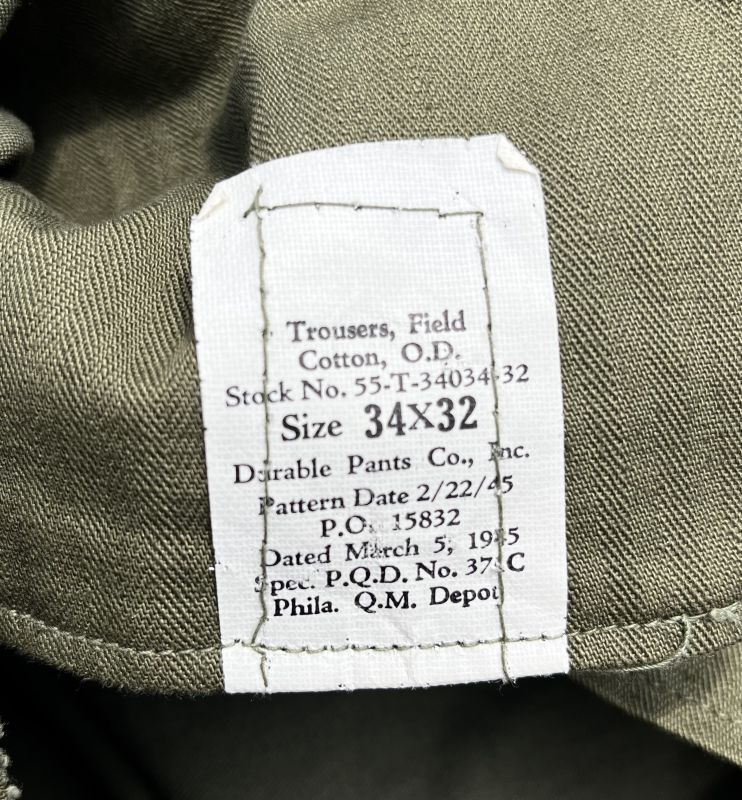 Trousers, Field
Cotton, O.D.
Stock No. 55-T-34034-32
Size 34X32
Durable Pants Co., Inc.
Pattern Date 2/22/45
P.O. 15832
Dated March 5, 1945
Spec. P.Q.D. No.
Phila. Q.M. Depot